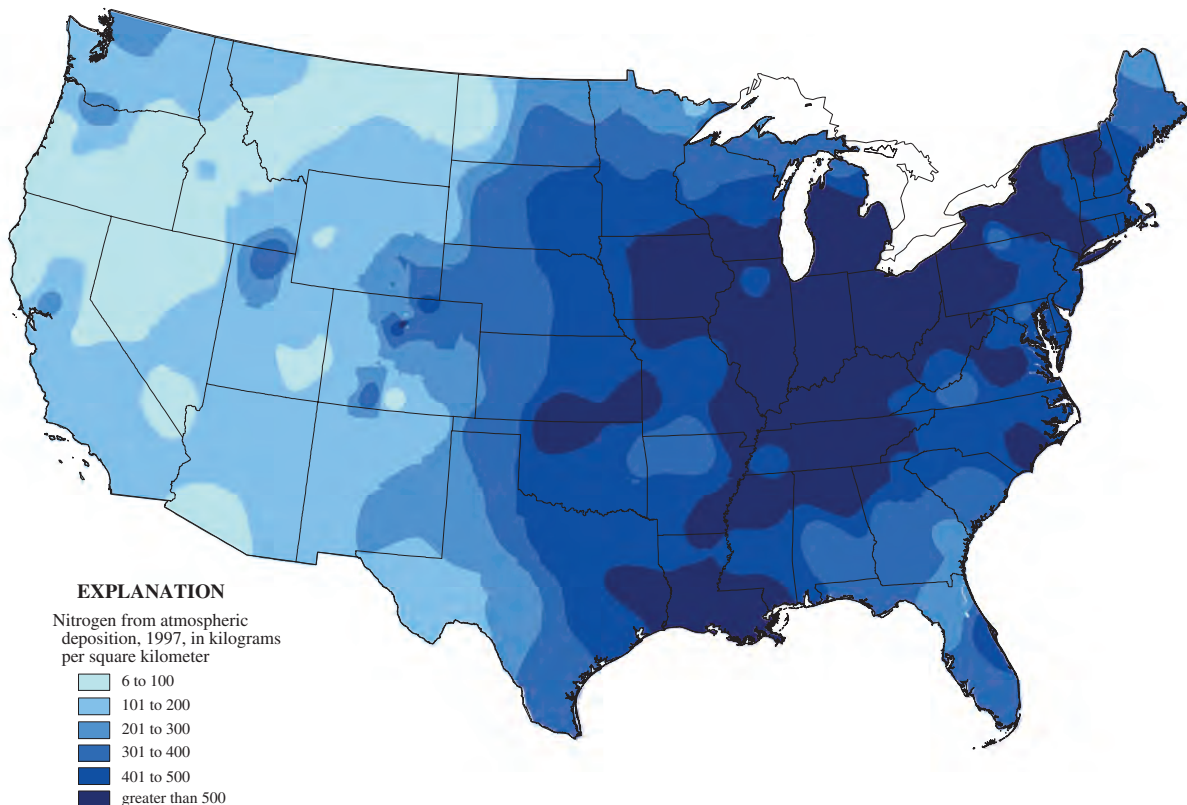 EXPLANATION
Nitrogen from atmospheric
deposition, 1997, in kilograms
per square kilometer
6 to 100
101 to 200
201 to 300
301 to 400
401 to 500
greater than 500